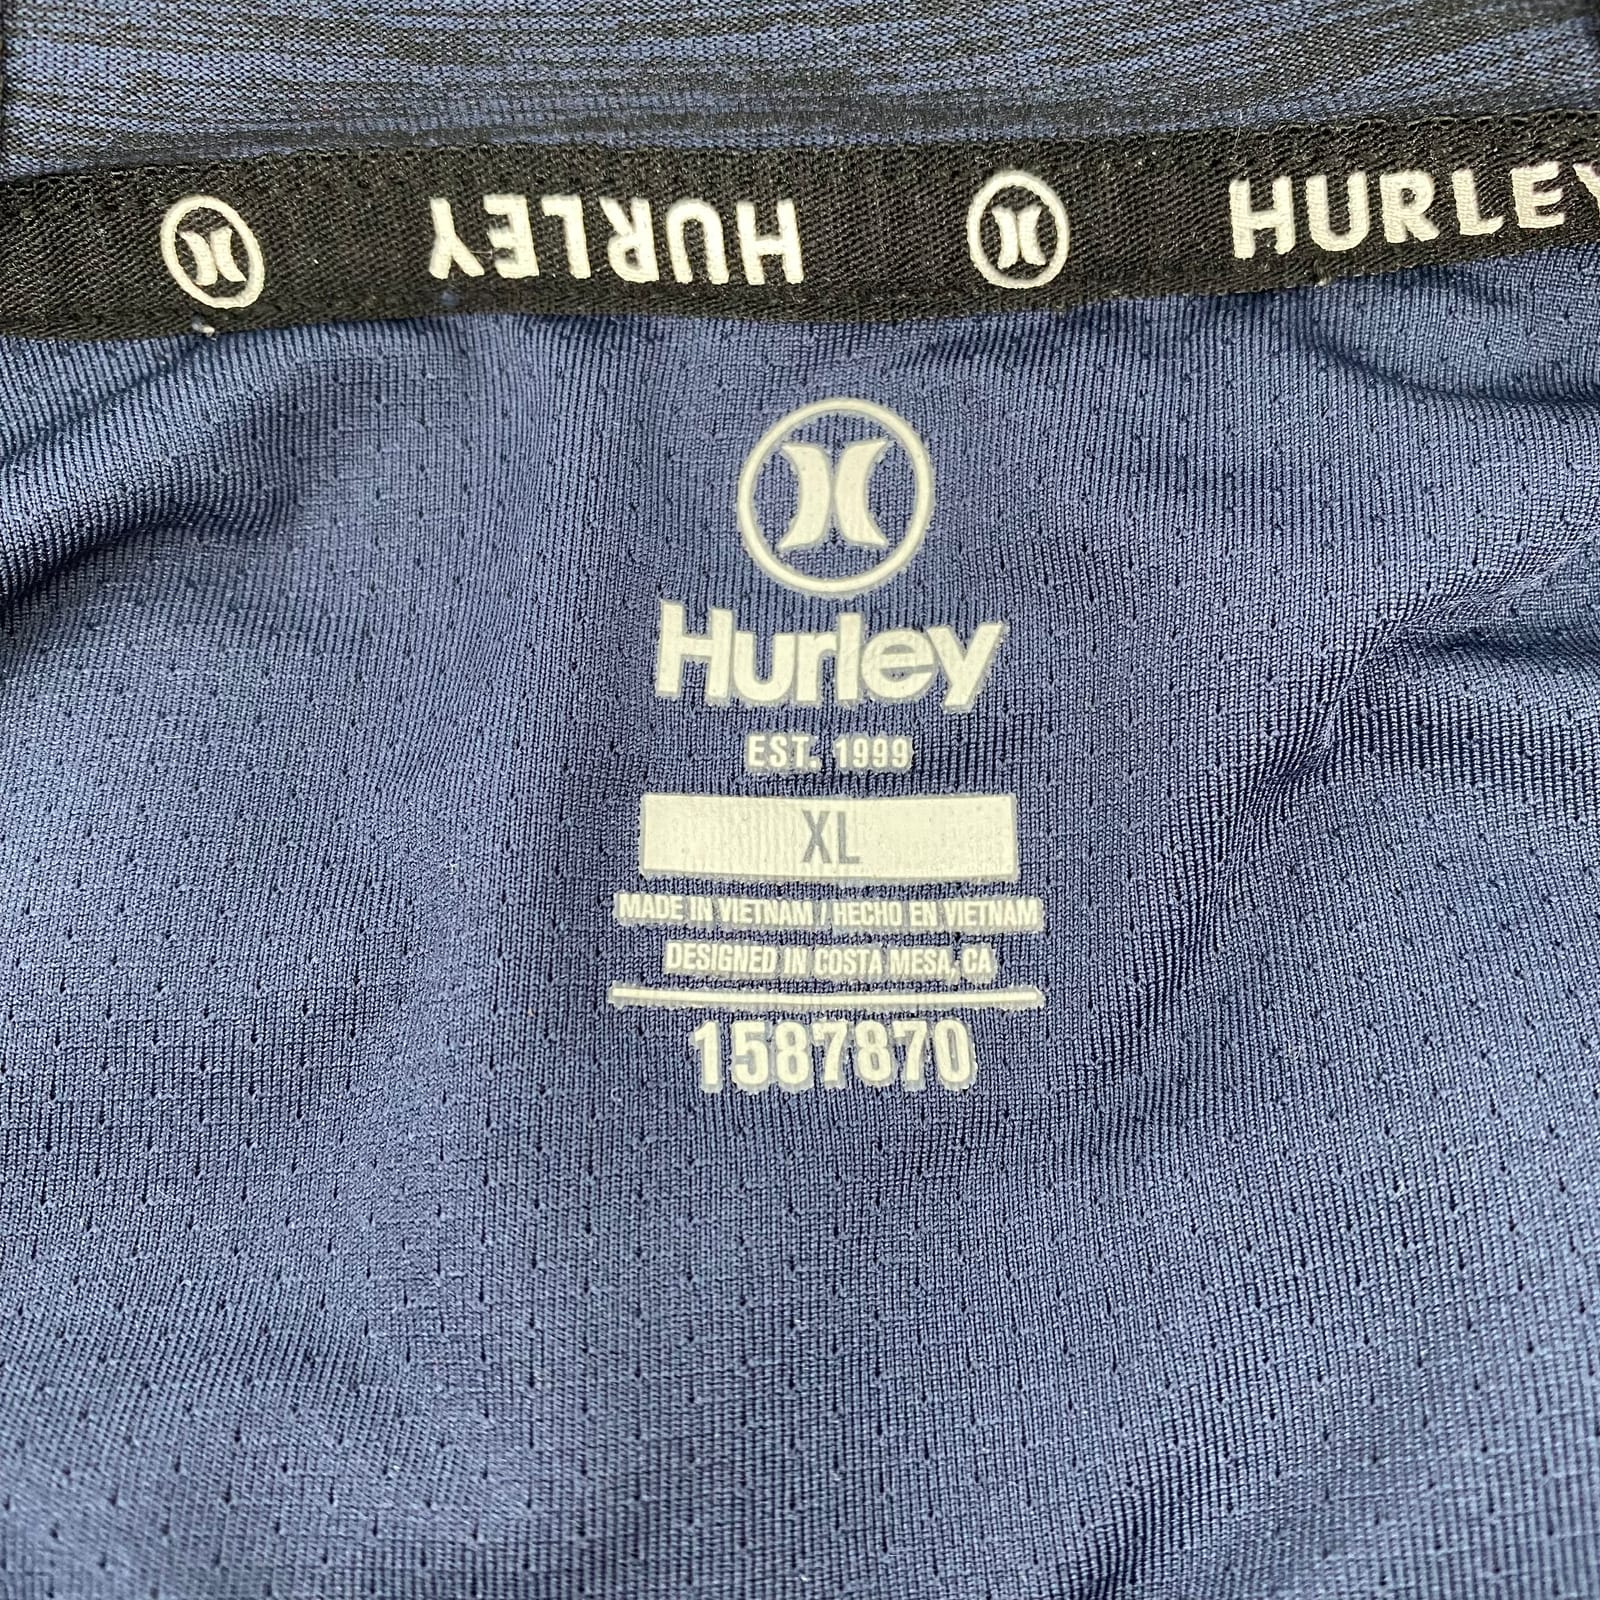 HURLEY HURLEY
Hurley
EST. 1999
XL
MADE IN VIETNAM / HECHO EN VIETNAM
DESIGNED IN COSTA MESA, CA
1587870